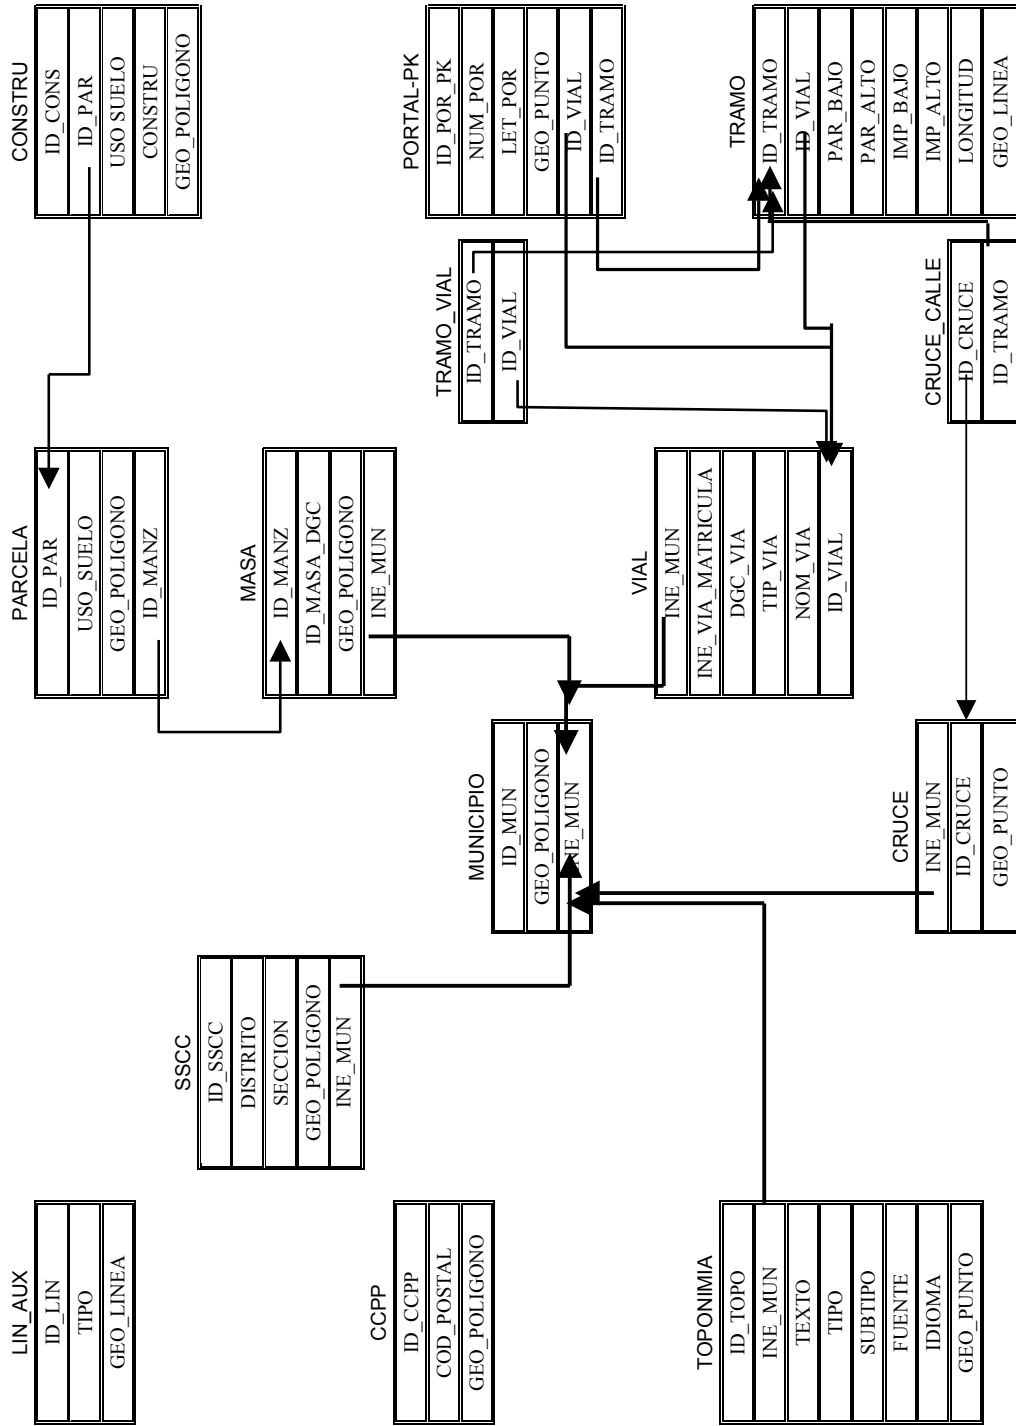 LIN_AUX
ID_LIN
TIPO
GEO_LINEA
SSCC
ID_SSCC
DISTRITO
SECCION
GEO_POLIGONO
INE_MUN
PARCELA
ID_PAR
USO_SUELO
GEO_POLIGONO
ID_MANZ
CONSTRU
ID_CONS
ID_PAR
USO SUELO
CONSTRU
GEO_POLIGONO
MASA
ID_MANZ
ID_MASA_DGC
GEO_POLIGONO
INE_MUN
CCPP
ID_CCPP
COD_POSTAL
GEO_POLIGONO
MUNICIPIO
ID_MUN
GEO_POLIGONO
INE_MUN
TRAMO_VIAL
ID_TRAMO
ID_VIAL
PORTAL-PK
ID_POR_PK
NUM_POR
LET_POR
GEO_PUNTO
ID_VIAL
ID_TRAMO
TOPONIMIA
ID_TOPO
INE_MUN
TEXTO
TIPO
SUBTIPO
FUENTE
IDIOMA
GEO_PUNTO
VIAL
INE_MUN
INE_VIA_MATRICULA
DGC_VIA
TIP_VIA
NOM_VIA
ID_VIAL
TRAMO
ID_TRAMO
ID_VIAL
PAR_BAJO
PAR_ALTO
IMP_BAJO
IMP_ALTO
LONGITUD
GEO_LINEA
CRUCE
INE_MUN
ID_CRUCE
GEO_PUNTO
CRUCE_CALLE
ID_CRUCE
ID_TRAMO